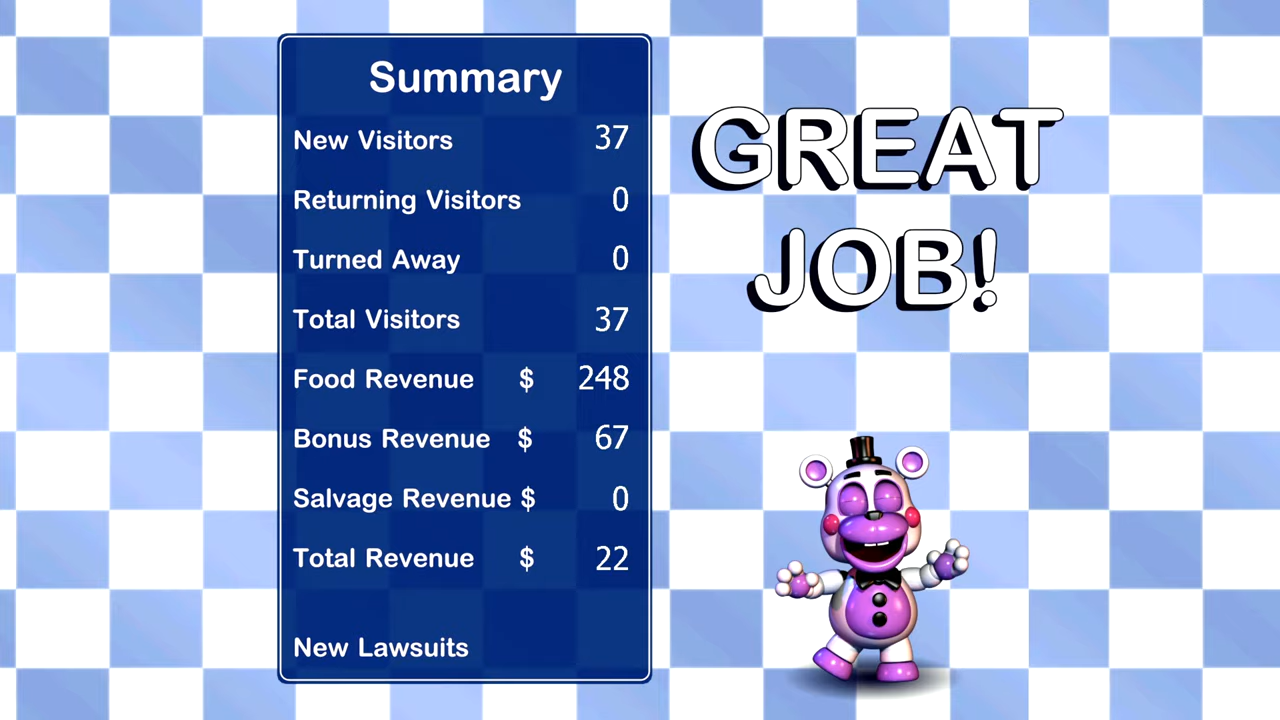 Summary
New Visitors 37
Returning Visitors 0
Turned Away 0
Total Visitors 37
Food Revenue $ 248
Bonus Revenue $ 67
Salvage Revenue $ 0
Total Revenue $ 22
New Lawsuits
GREAT
JOB!